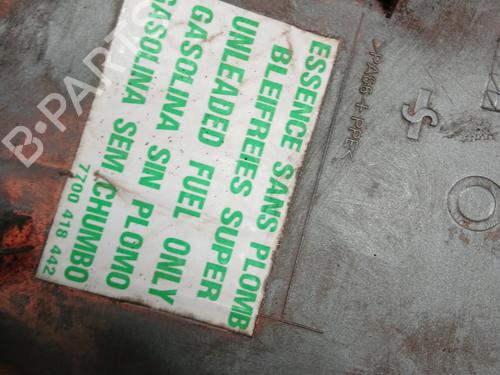 ESSENCE SANS PLOMB
BLEIFREIES SUPER
UNLEADED FUEL ONLY
GASOLINA SIN PLOMO
GASOLINA SEM CHUMBO
7700 418 442
>PA66 + PPE<
B-PARTS